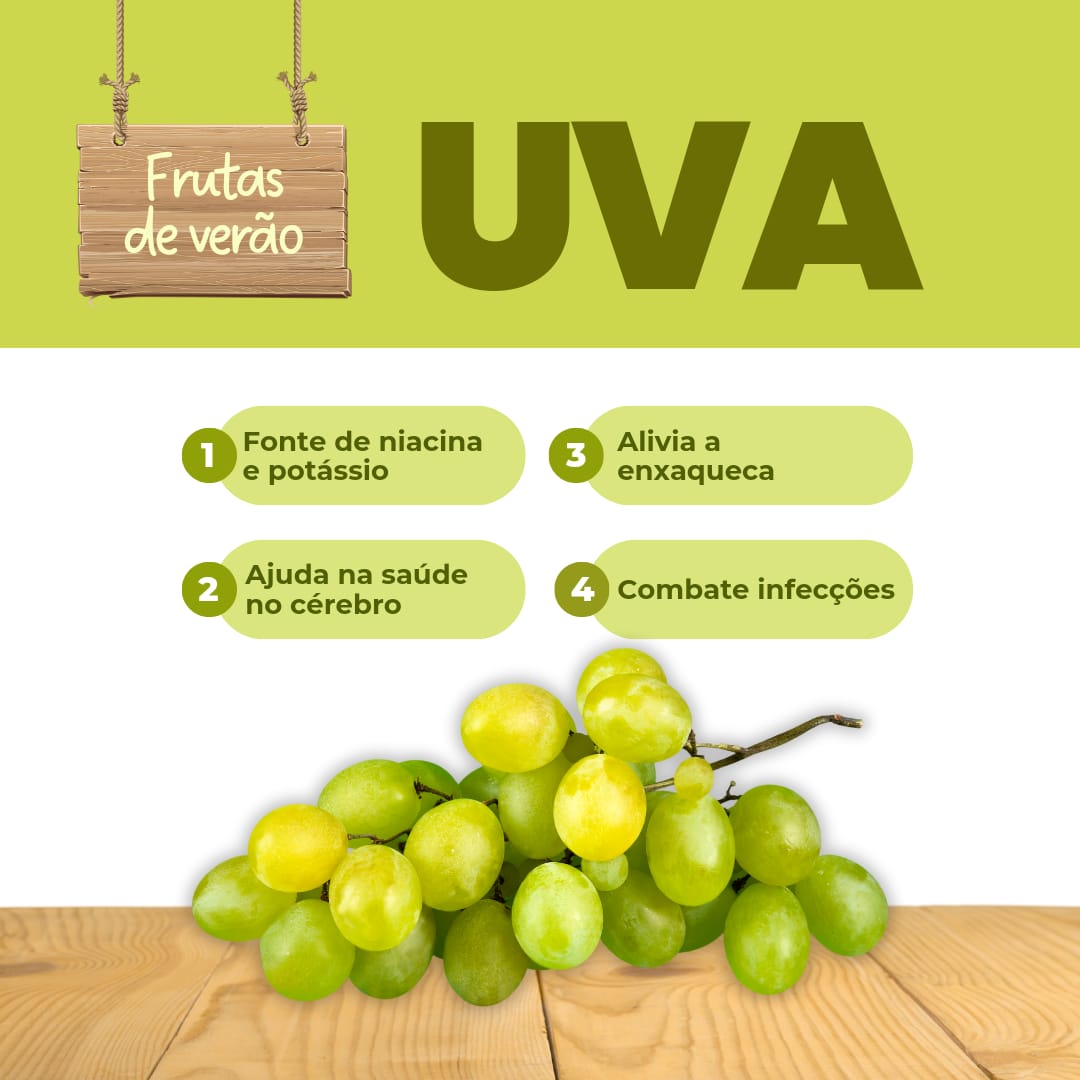 Frutas
de verão
UVA
1
Fonte de niacina
e potássio
2
Ajuda na saúde
no cérebro
3
Alivia a
enxaqueca
4
Combate infecções